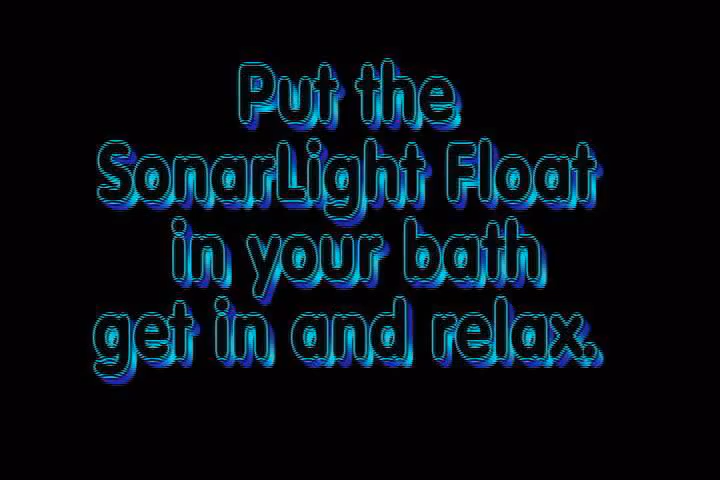 Put the
SonarLight Float
in your bath
get in and relax.